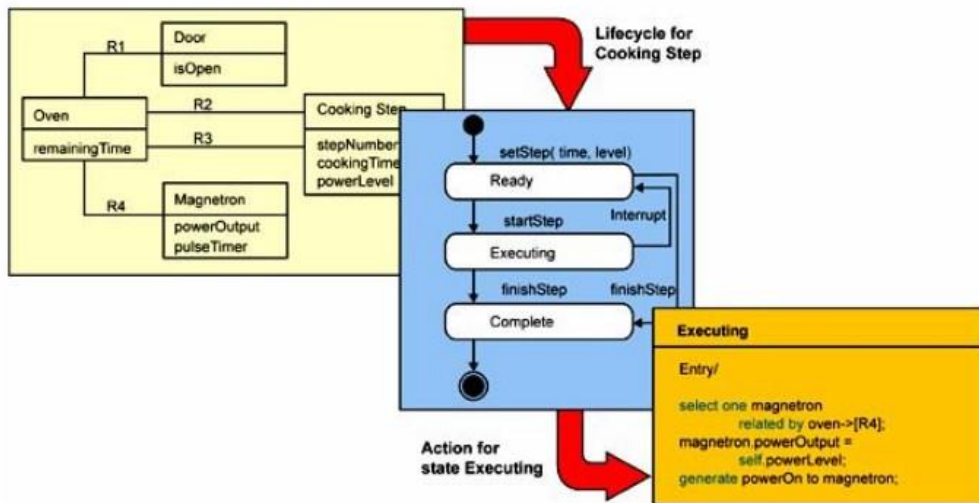 R1
Door
isOpen
Oven
remainingTime
R2
R3
Cooking Step
stepNumber
cookingTime
powerLevel
R4
Magnetron
powerOutput
pulseTimer
Lifecycle for
Cooking Step
setStep( time, level)
Ready
Interrupt
startStep
Executing
finishStep
finishStep
Complete
Action for
state Executing
Executing
Entry/
select one magnetron
related by oven->[R4];
magnetron.powerOutput =
self.powerLevel;
generate powerOn to magnetron;